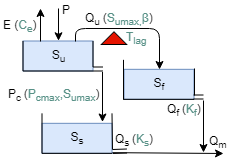 E (Ce) P Qu (Sumax,β)
Tlag
Su
Sf
Pc (Pcmax,Sumax)
Qf (Kf)
Ss
Qs (Ks)
Qm